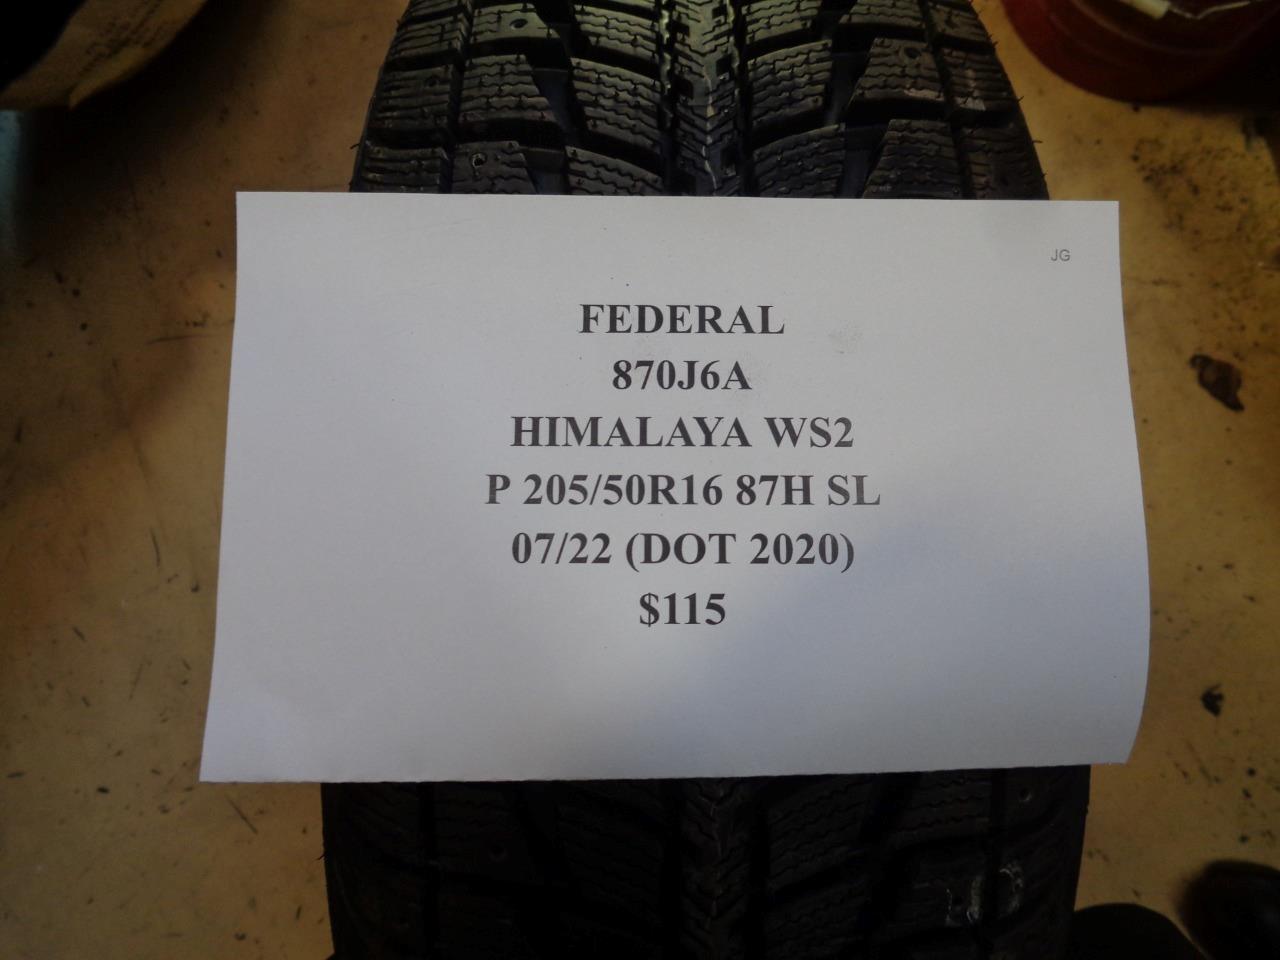 JG
FEDERAL
870J6A
HIMALAYA WS2
P 205/50R16 87H SL
07/22 (DOT 2020)
$115